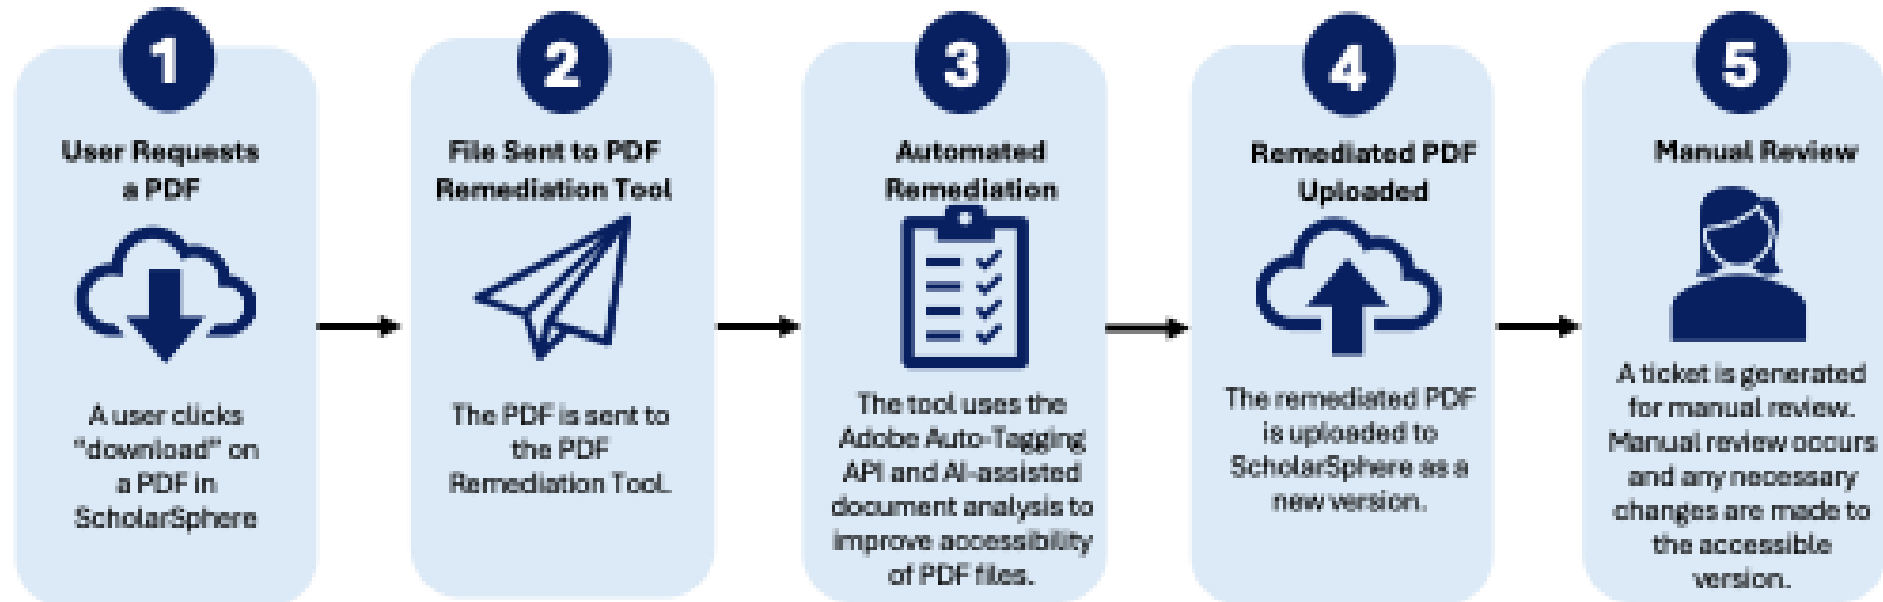 1
User Requests
a PDF
A user clicks
"download" on
a PDF in
ScholarSphere
2
File Sent to PDF
Remediation Tool
The PDF is sent to
the PDF
Remediation Tool.
3
Automated
Remediation
The tool uses the
Adobe Auto-Tagging
API and AI-assisted
document analysis to
improve accessibility
of PDF files.
4
Remediated PDF
Uploaded
The remediated PDF
is uploaded to
ScholarSphere as a
new version.
5
Manual Review
A ticket is generated
for manual review.
Manual review occurs
and any necessary
changes are made to
the accessible
version.